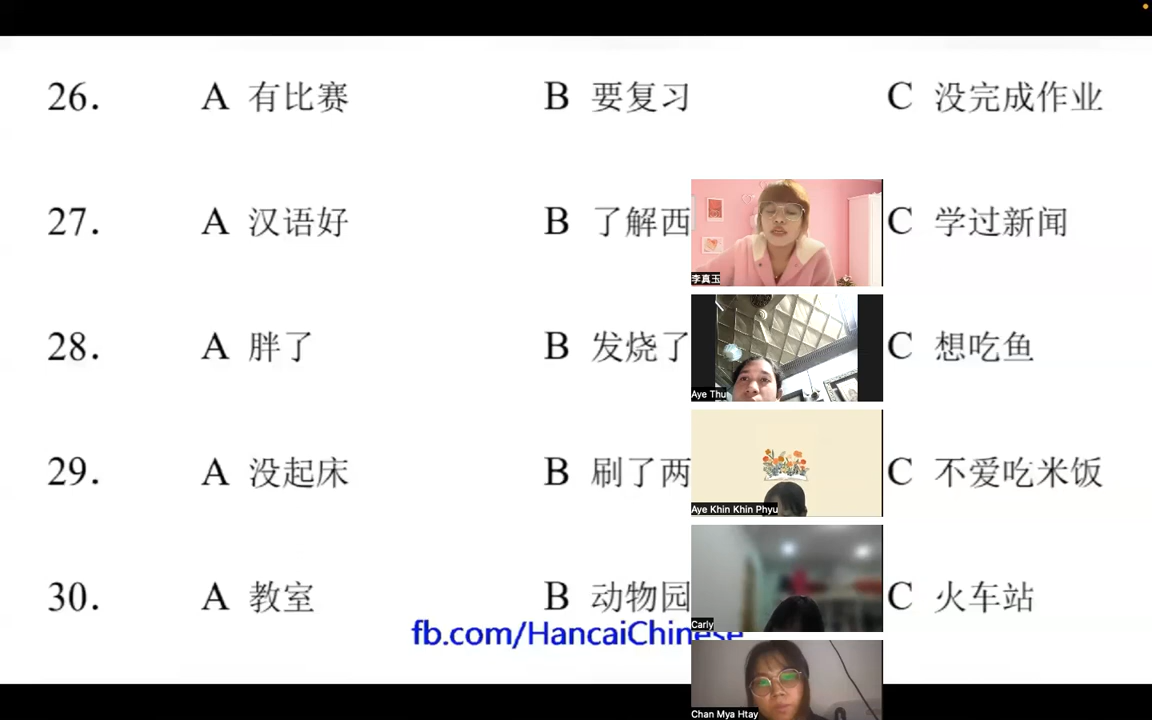 26. A 有比赛 B 要复习 C 没完成作业
27. A 汉语好 B 了解西 C 学过新闻
李真玉
28. A 胖了 B 发烧了 C 想吃鱼
Aye Thu
29. A 没起床 B 刷了两 C 不爱吃米饭
Aye Khin Khin Phyu
30. A 教室 B 动物园 C 火车站
fb.com/HancaiChinese
Carly
Chan Mya Htay